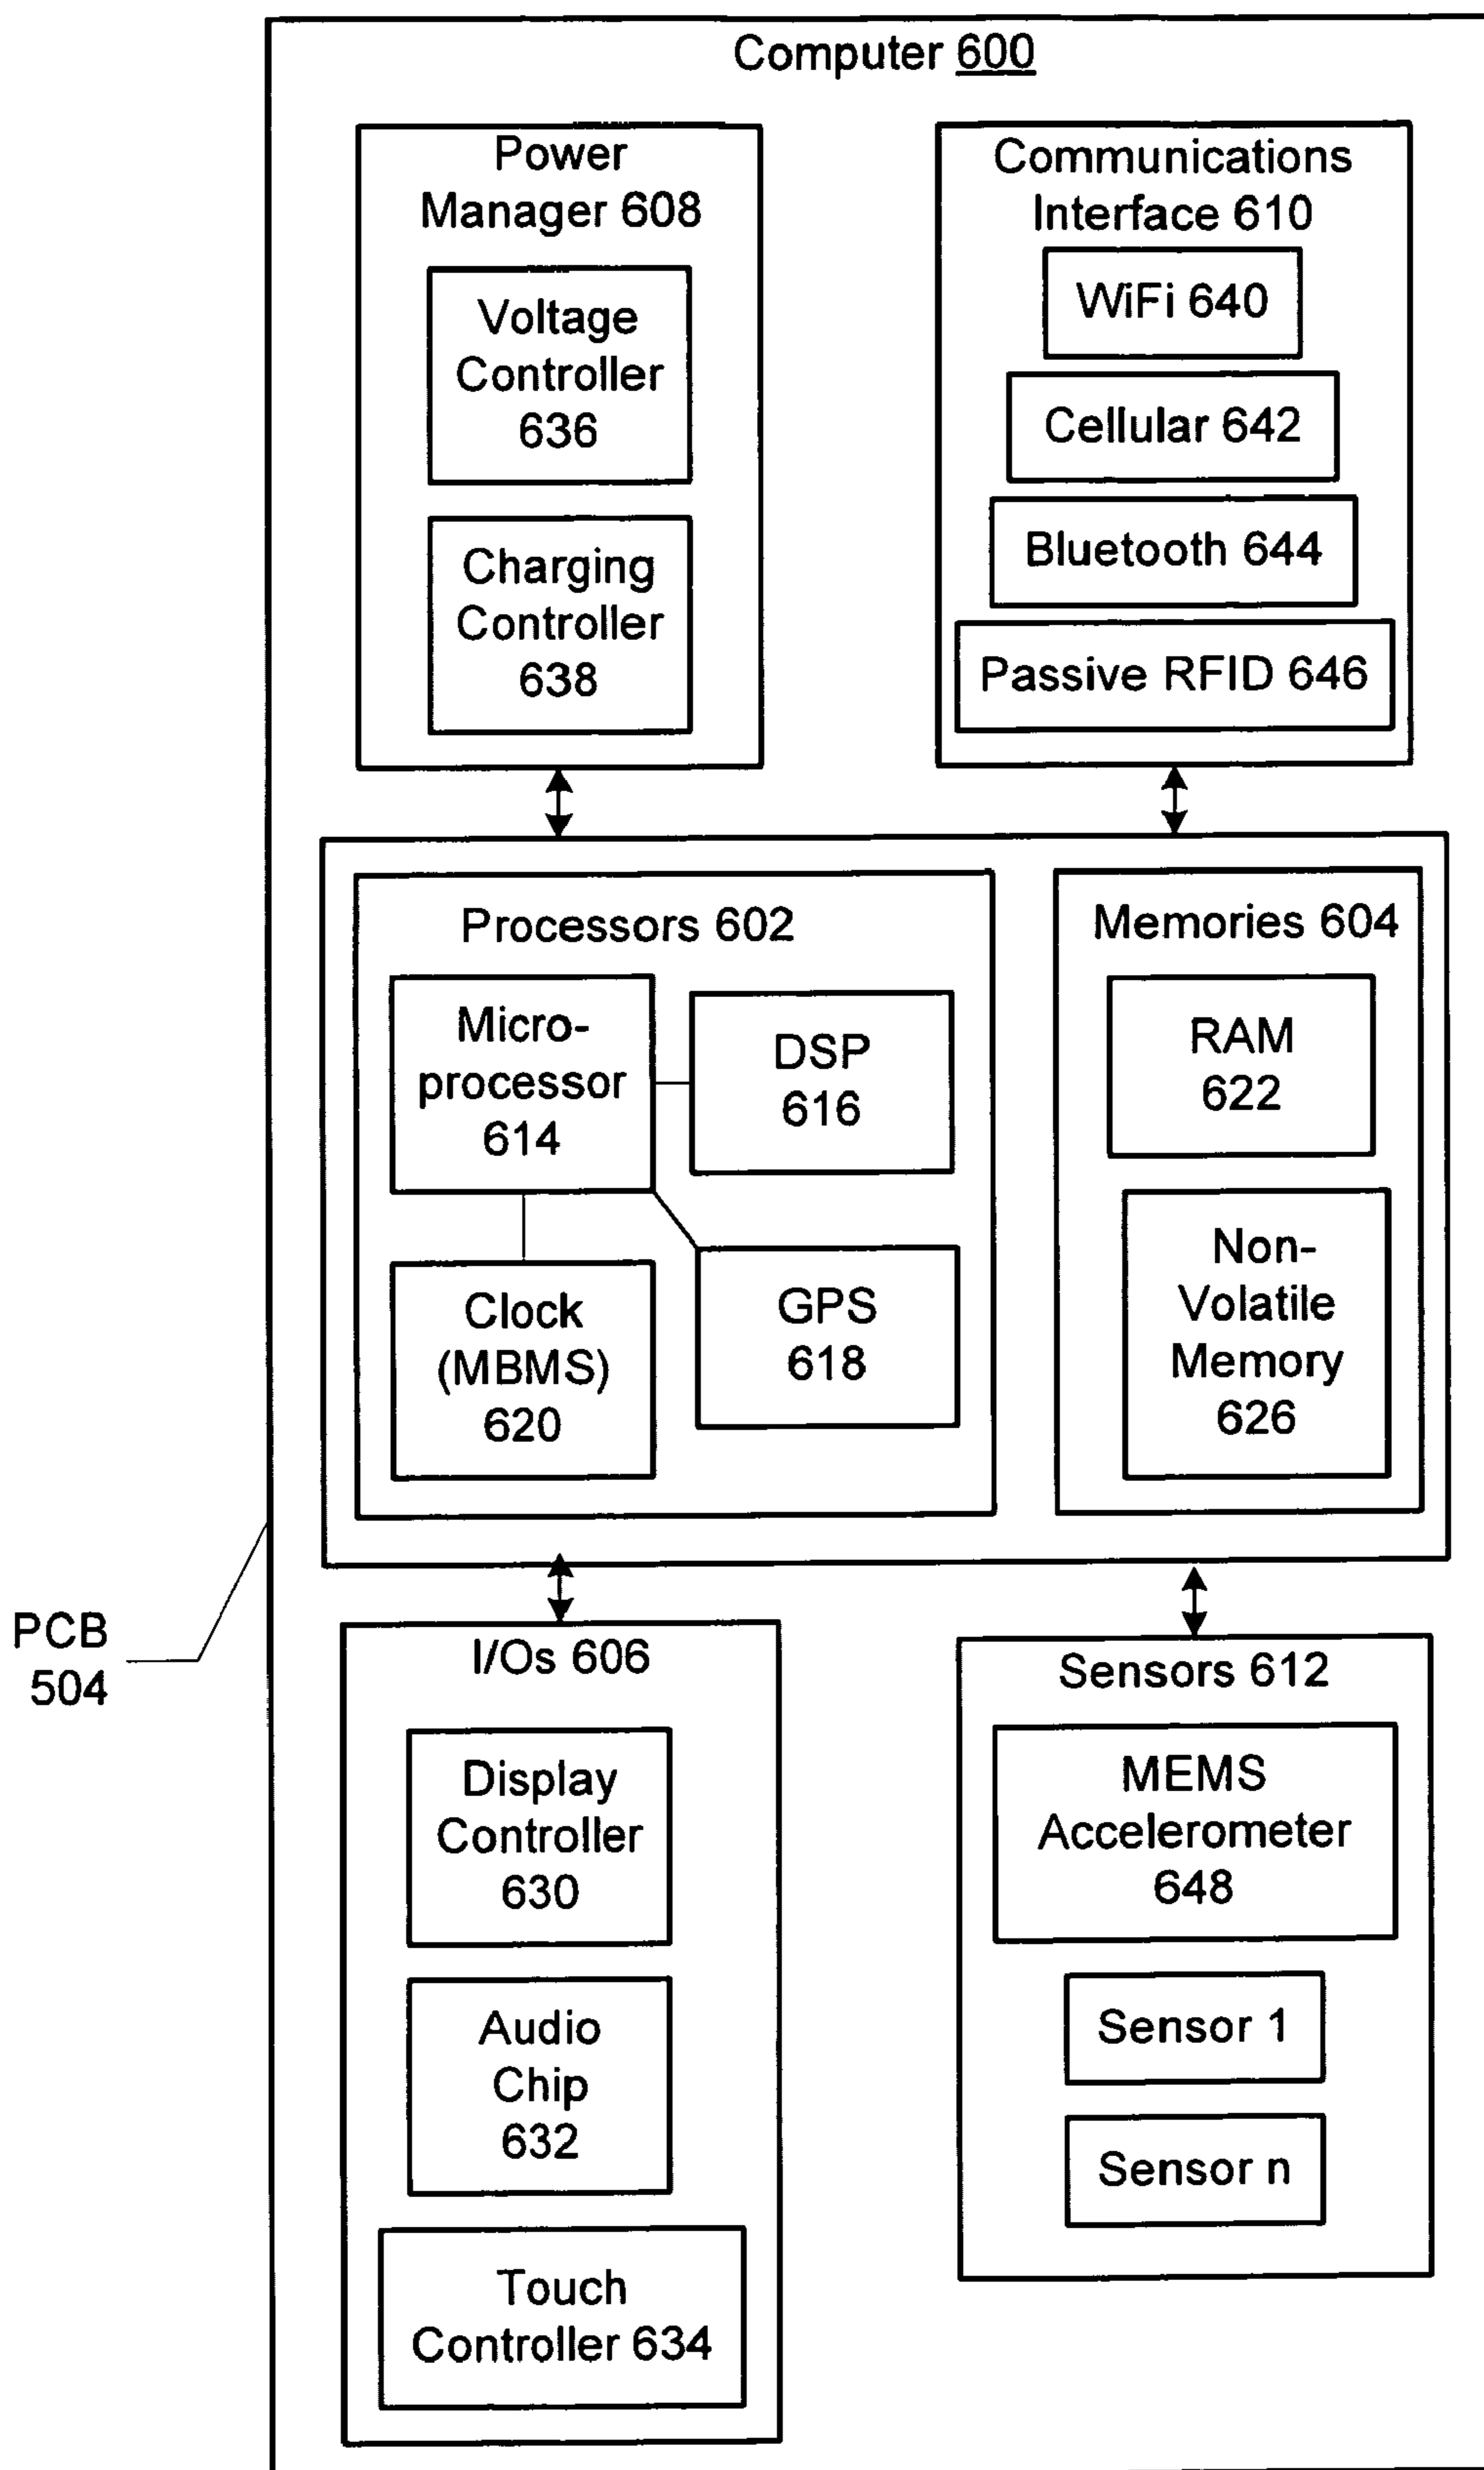 Computer 600
Power
Manager 608
Voltage
Controller
636
Charging
Controller
638
Communications
Interface 610
WiFi 640
Cellular 642
Bluetooth 644
Passive RFID 646
Processors 602
Micro-
processor
614
DSP
616
Clock
(MBMS)
620
GPS
618
Memories 604
RAM
622
Non-
Volatile
Memory
626
PCB
504
I/Os 606
Display
Controller
630
Audio
Chip
632
Touch
Controller 634
Sensors 612
MEMS
Accelerometer
648
Sensor 1
Sensor n